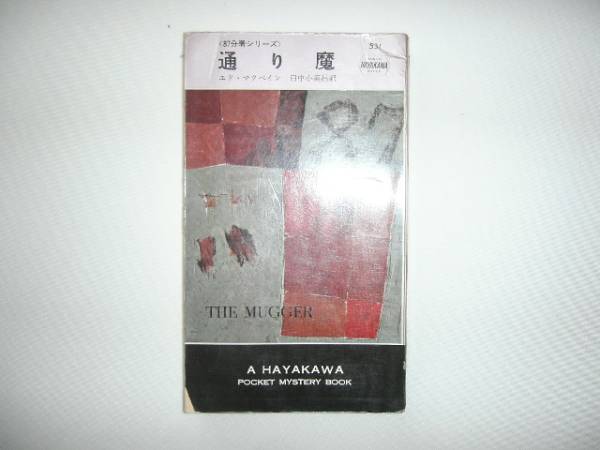 〈87分署シリーズ〉
531
通り魔
HAYAKAWA
エド・マクベイン 田中小実昌訳
THE MUGGER
A HAYAKAWA
POCKET MYSTERY BOOK